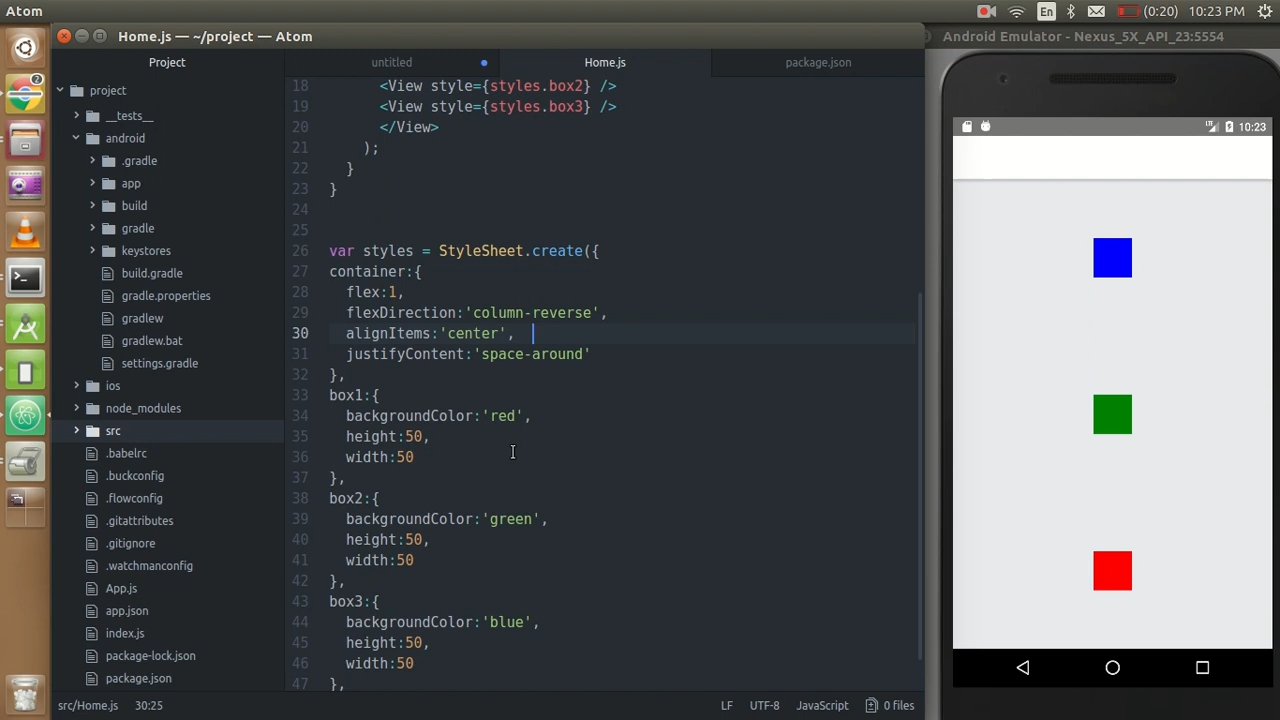 Atom
En
(0:20)
10:23 PM
Home.js — ~/project — Atom
Android Emulator - Nexus_5X_API_23:5554
Project
untitled
Home.js
package.json
project
__tests__
android
.gradle
app
build
gradle
keystores
build.gradle
gradle.properties
gradlew
gradlew.bat
settings.gradle
ios
node_modules
src
.babelrc
.buckconfig
.flowconfig
.gitattributes
.gitignore
.watchmanconfig
App.js
app.json
index.js
package-lock.json
package.json
18 <View style={styles.box2} />
19 <View style={styles.box3} />
20 </View>
21 );
22 }
23 }
24
25
26 var styles = StyleSheet.create({
27 container:{
28 flex:1,
29 flexDirection:'column-reverse',
30 alignItems:'center',
31 justifyContent:'space-around'
32 },
33 box1:{
34 backgroundColor:'red',
35 height:50,
36 width:50
37 },
38 box2:{
39 backgroundColor:'green',
40 height:50,
41 width:50
42 },
43 box3:{
44 backgroundColor:'blue',
45 height:50,
46 width:50
47 },
src/Home.js 30:25
LF
UTF-8
JavaScript
0 files
LTE
10:23
2